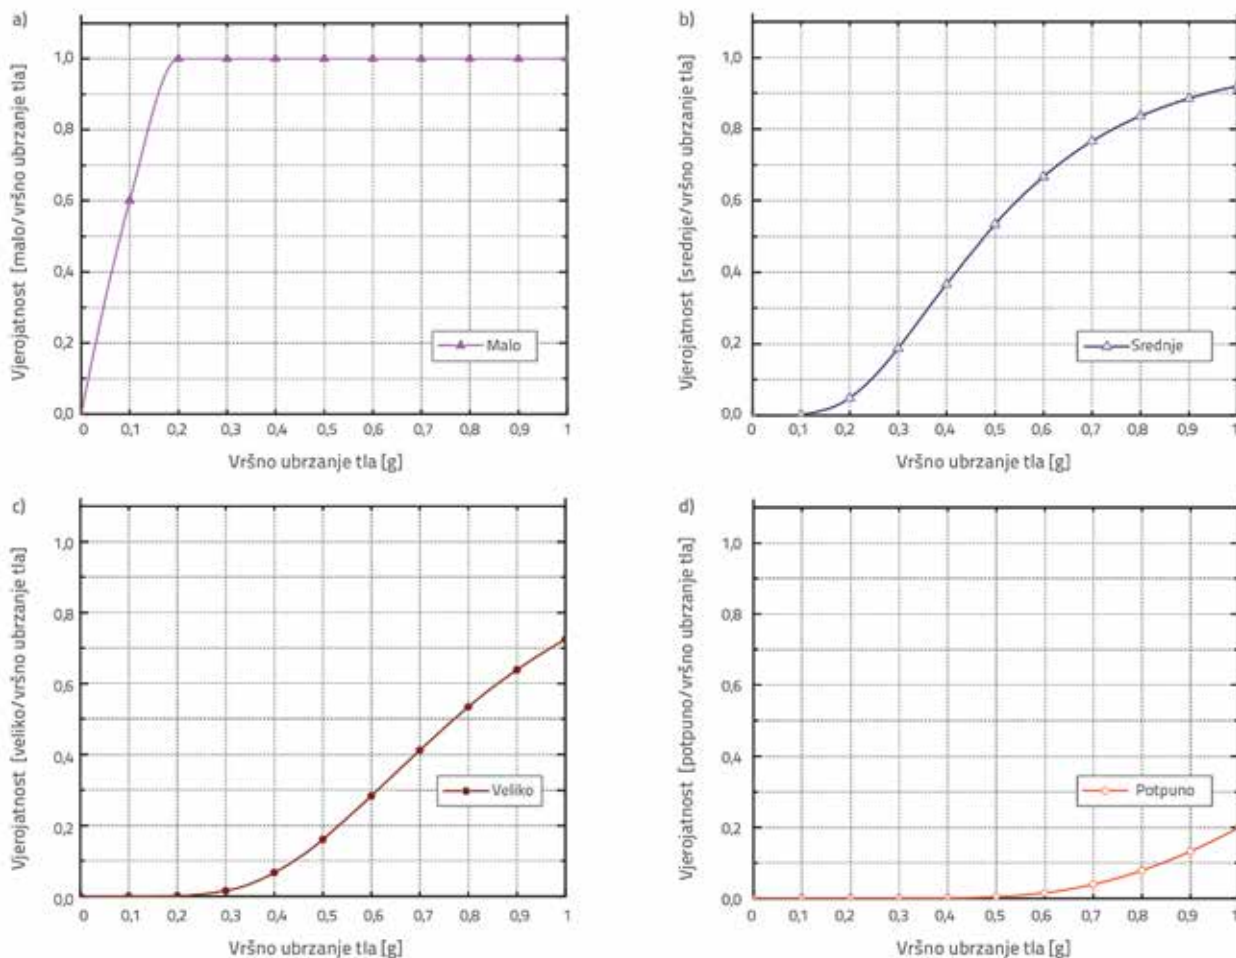 a)
Vjerojatnost [malo/vršno ubrzanje tla]
1,0
0,8
0,6
0,4
0,2
0,0
Malo
0 0,1 0,2 0,3 0,4 0,5 0,6 0,7 0,8 0,9 1
Vršno ubrzanje tla [g]
b)
Vjerojatnost [srednje/vršno ubrzanje tla]
1,0
0,8
0,6
0,4
0,2
0,0
Srednje
0 0,1 0,2 0,3 0,4 0,5 0,6 0,7 0,8 0,9 1
Vršno ubrzanje tla [g]
c)
Vjerojatnost [veliko/vršno ubrzanje tla]
1,0
0,8
0,6
0,4
0,2
0,0
Veliko
0 0,1 0,2 0,3 0,4 0,5 0,6 0,7 0,8 0,9 1
Vršno ubrzanje tla [g]
d)
Vjerojatnost [potpuno/vršno ubrzanje tla]
1,0
0,8
0,6
0,4
0,2
0,0
Potpuno
0 0,1 0,2 0,3 0,4 0,5 0,6 0,7 0,8 0,9 1
Vršno ubrzanje tla [g]